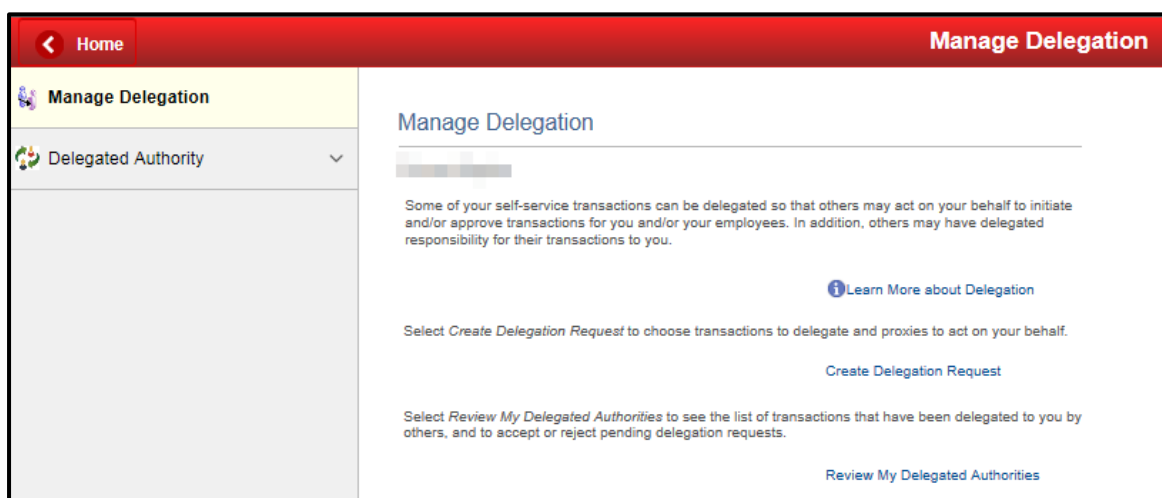 Home
Manage Delegation
Manage Delegation
Delegated Authority
Manage Delegation
Some of your self-service transactions can be delegated so that others may act on your behalf to initiate
and/or approve transactions for you and/or your employees. In addition, others may have delegated
responsibility for their transactions to you.
Learn More about Delegation
Select Create Delegation Request to choose transactions to delegate and proxies to act on your behalf.
Create Delegation Request
Select Review My Delegated Authorities to see the list of transactions that have been delegated to you by
others, and to accept or reject pending delegation requests.
Review My Delegated Authorities